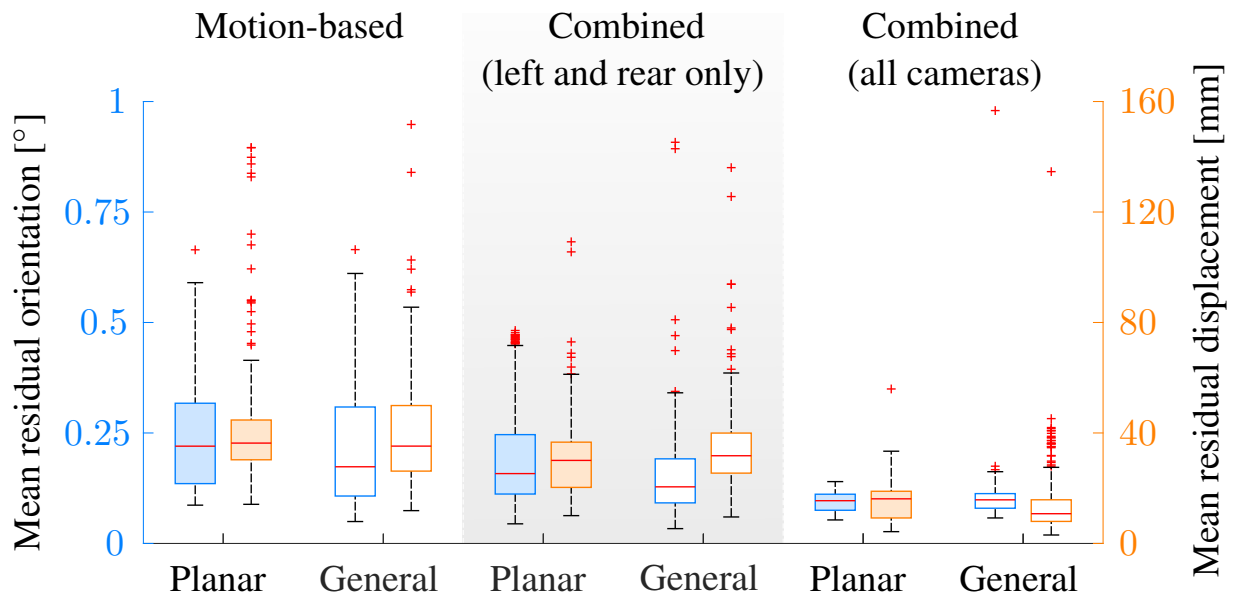 Motion-based
Combined
(left and rear only)
Combined
(all cameras)
Mean residual orientation [°]
1
0.75
0.5
0.25
0
160
120
80
40
0
Mean residual displacement [mm]
Planar
General
Planar
General
Planar
General